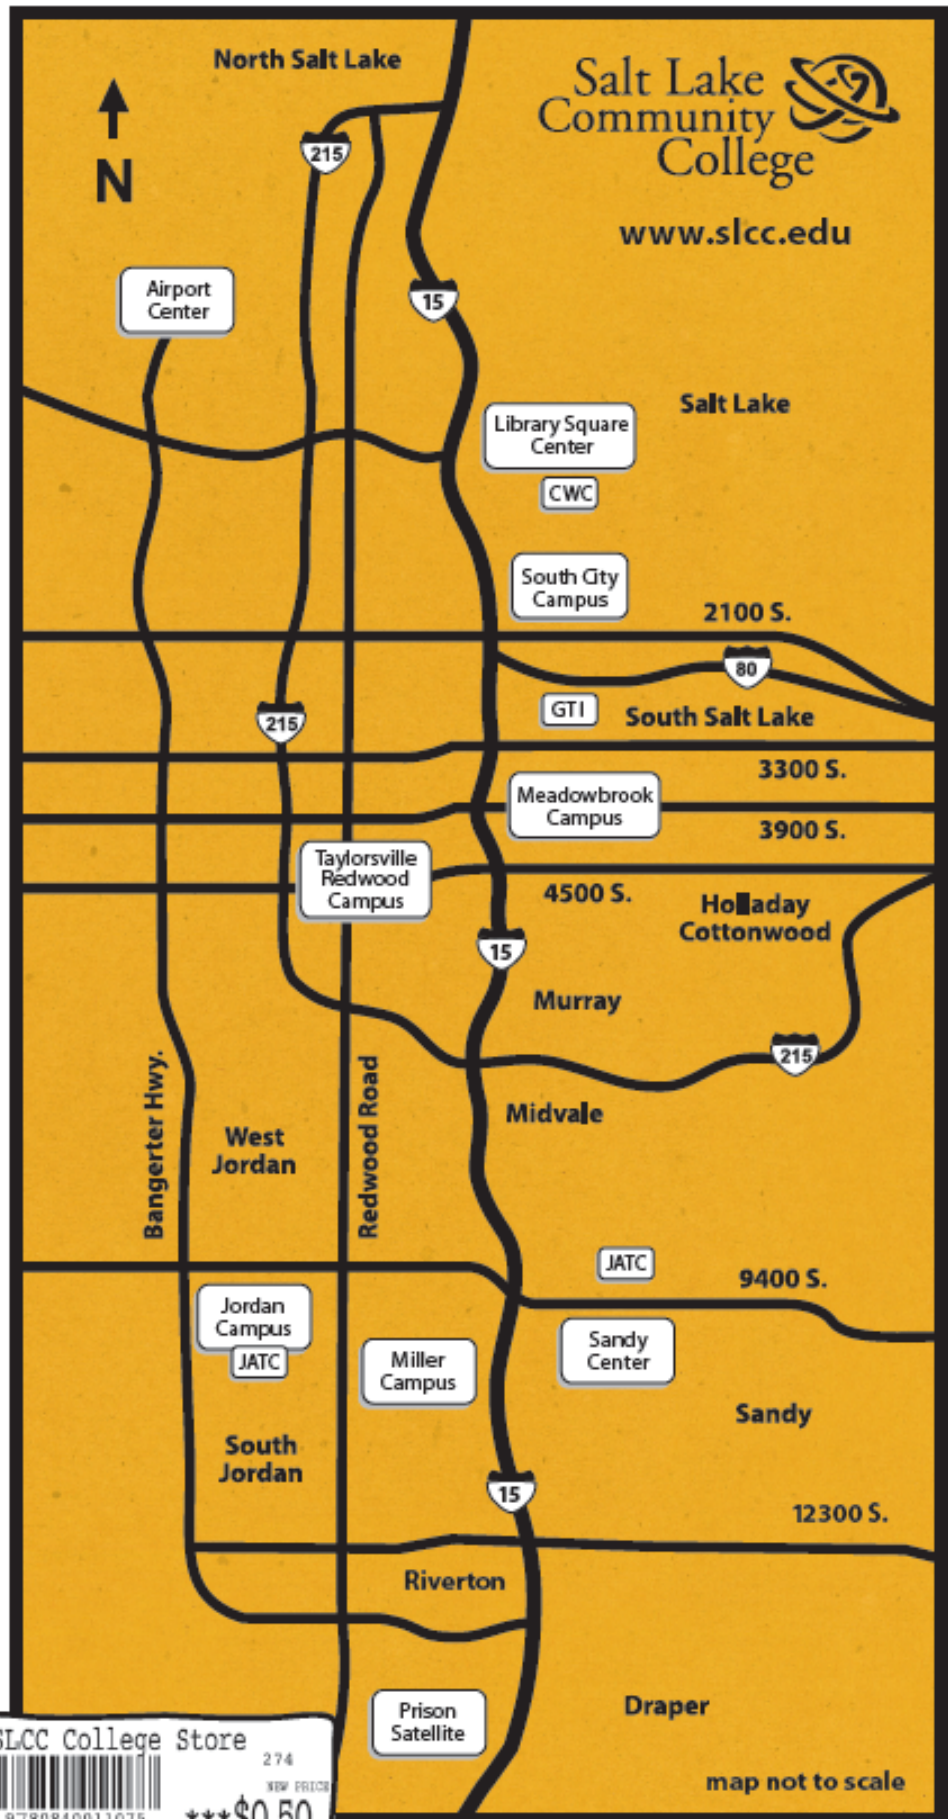 North Salt Lake
Salt Lake
Community
College
www.slcc.edu
N
215
Airport
Center
15
Salt Lake
Library Square
Center
CWC
South City
Campus
2100 S.
80
GTI
South Salt Lake
215
3300 S.
Meadowbrook
Campus
3900 S.
Taylorsville
Redwood
Campus
4500 S.
Holladay
Cottonwood
15
Murray
215
Bangerter Hwy.
Redwood Road
Midvale
West
Jordan
JATC
9400 S.
Jordan
Campus
JATC
Miller
Campus
Sandy
Center
Sandy
South
Jordan
15
12300 S.
Riverton
Prison
Satellite
Draper
map not to scale
SLCC College Store
274
NEW PRICE
***$0.50